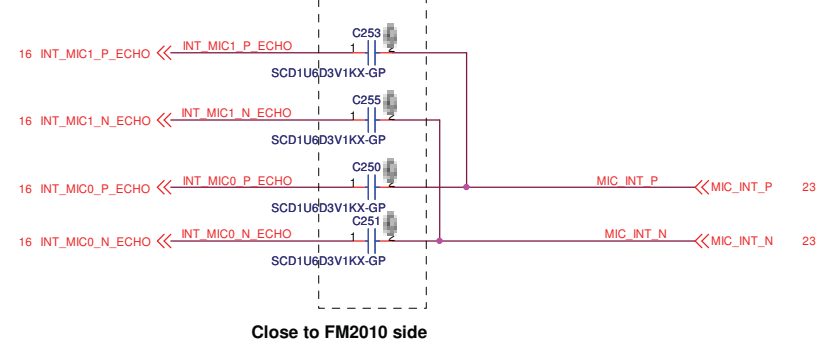 C253
1 2
16 INT_MIC1_P_ECHO INT_MIC1_P_ECHO
SCD1U6D3V1KX-GP
C255
1 2
16 INT_MIC1_N_ECHO INT_MIC1_N_ECHO
SCD1U6D3V1KX-GP
C250
1 2
16 INT_MIC0_P_ECHO INT_MIC0_P_ECHO MIC_INT_P MIC_INT_P 23
SCD1U6D3V1KX-GP
C251
1 2
16 INT_MIC0_N_ECHO INT_MIC0_N_ECHO MIC_INT_N MIC_INT_N 23
SCD1U6D3V1KX-GP
Close to FM2010 side